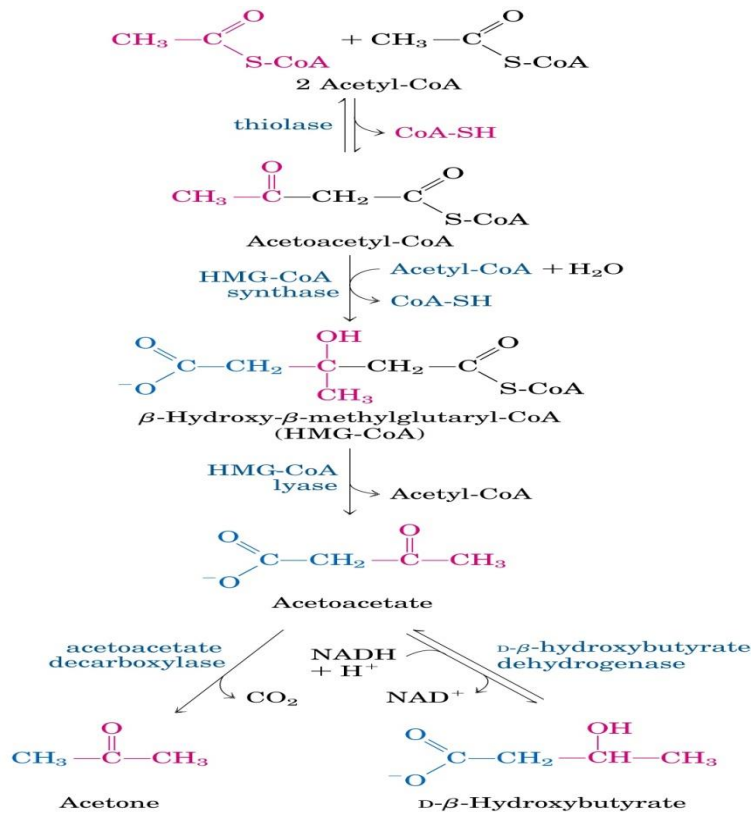 O
O
CH₃—C + CH₃—C
S-CoA S-CoA
2 Acetyl-CoA
thiolase
CoA-SH
O
O
CH₃—C—CH₂—C
S-CoA
Acetoacetyl-CoA
HMG-CoA
synthase
Acetyl-CoA + H₂O
CoA-SH
O OH O
C—CH₂—C—CH₂—C
⁻O CH₃ S-CoA
β-Hydroxy-β-methylglutaryl-CoA
(HMG-CoA)
HMG-CoA
lyase
Acetyl-CoA
O O
C—CH₂—C—CH₃
⁻O
Acetoacetate
acetoacetate
decarboxylase
CO₂
NADH
+ H⁺
NAD⁺
D-β-hydroxybutyrate
dehydrogenase
O
CH₃—C—CH₃
Acetone
O OH
C—CH₂—CH—CH₃
⁻O
D-β-Hydroxybutyrate